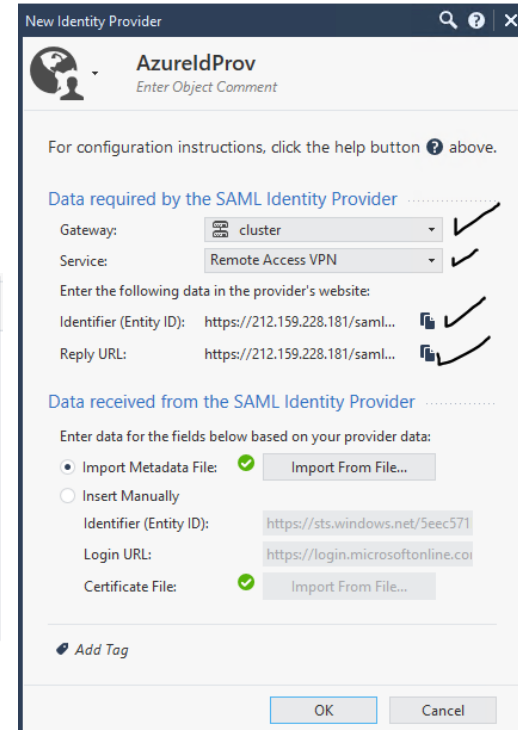 New Identity Provider
AzureIdProv
Enter Object Comment
For configuration instructions, click the help button ? above.
Data required by the SAML Identity Provider
Gateway: cluster
Service: Remote Access VPN
Enter the following data in the provider's website:
Identifier (Entity ID): https://212.159.228.181/saml...
Reply URL: https://212.159.228.181/saml...
Data received from the SAML Identity Provider
Enter data for the fields below based on your provider data:
Import Metadata File: Import From File...
Insert Manually
Identifier (Entity ID): https://sts.windows.net/5eec571
Login URL: https://login.microsoftonline.co
Certificate File: Import From File...
Add Tag
OK Cancel